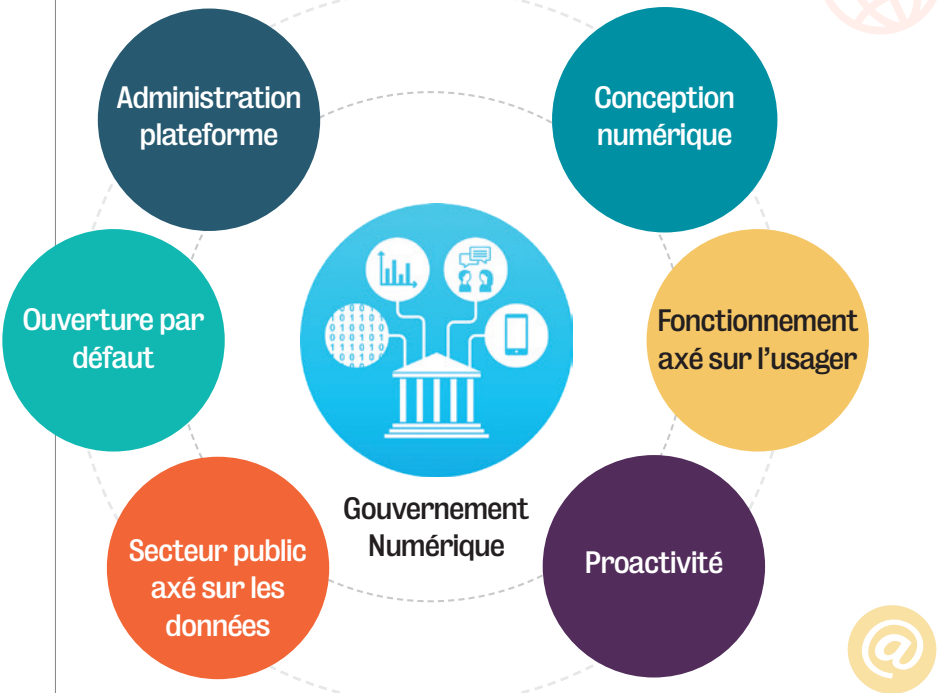 Administration
plateforme
Conception
numérique
Ouverture par
défaut
Fonctionnement
axé sur l’usager
Gouvernement
Numérique
Secteur public
axé sur les
données
Proactivité
@